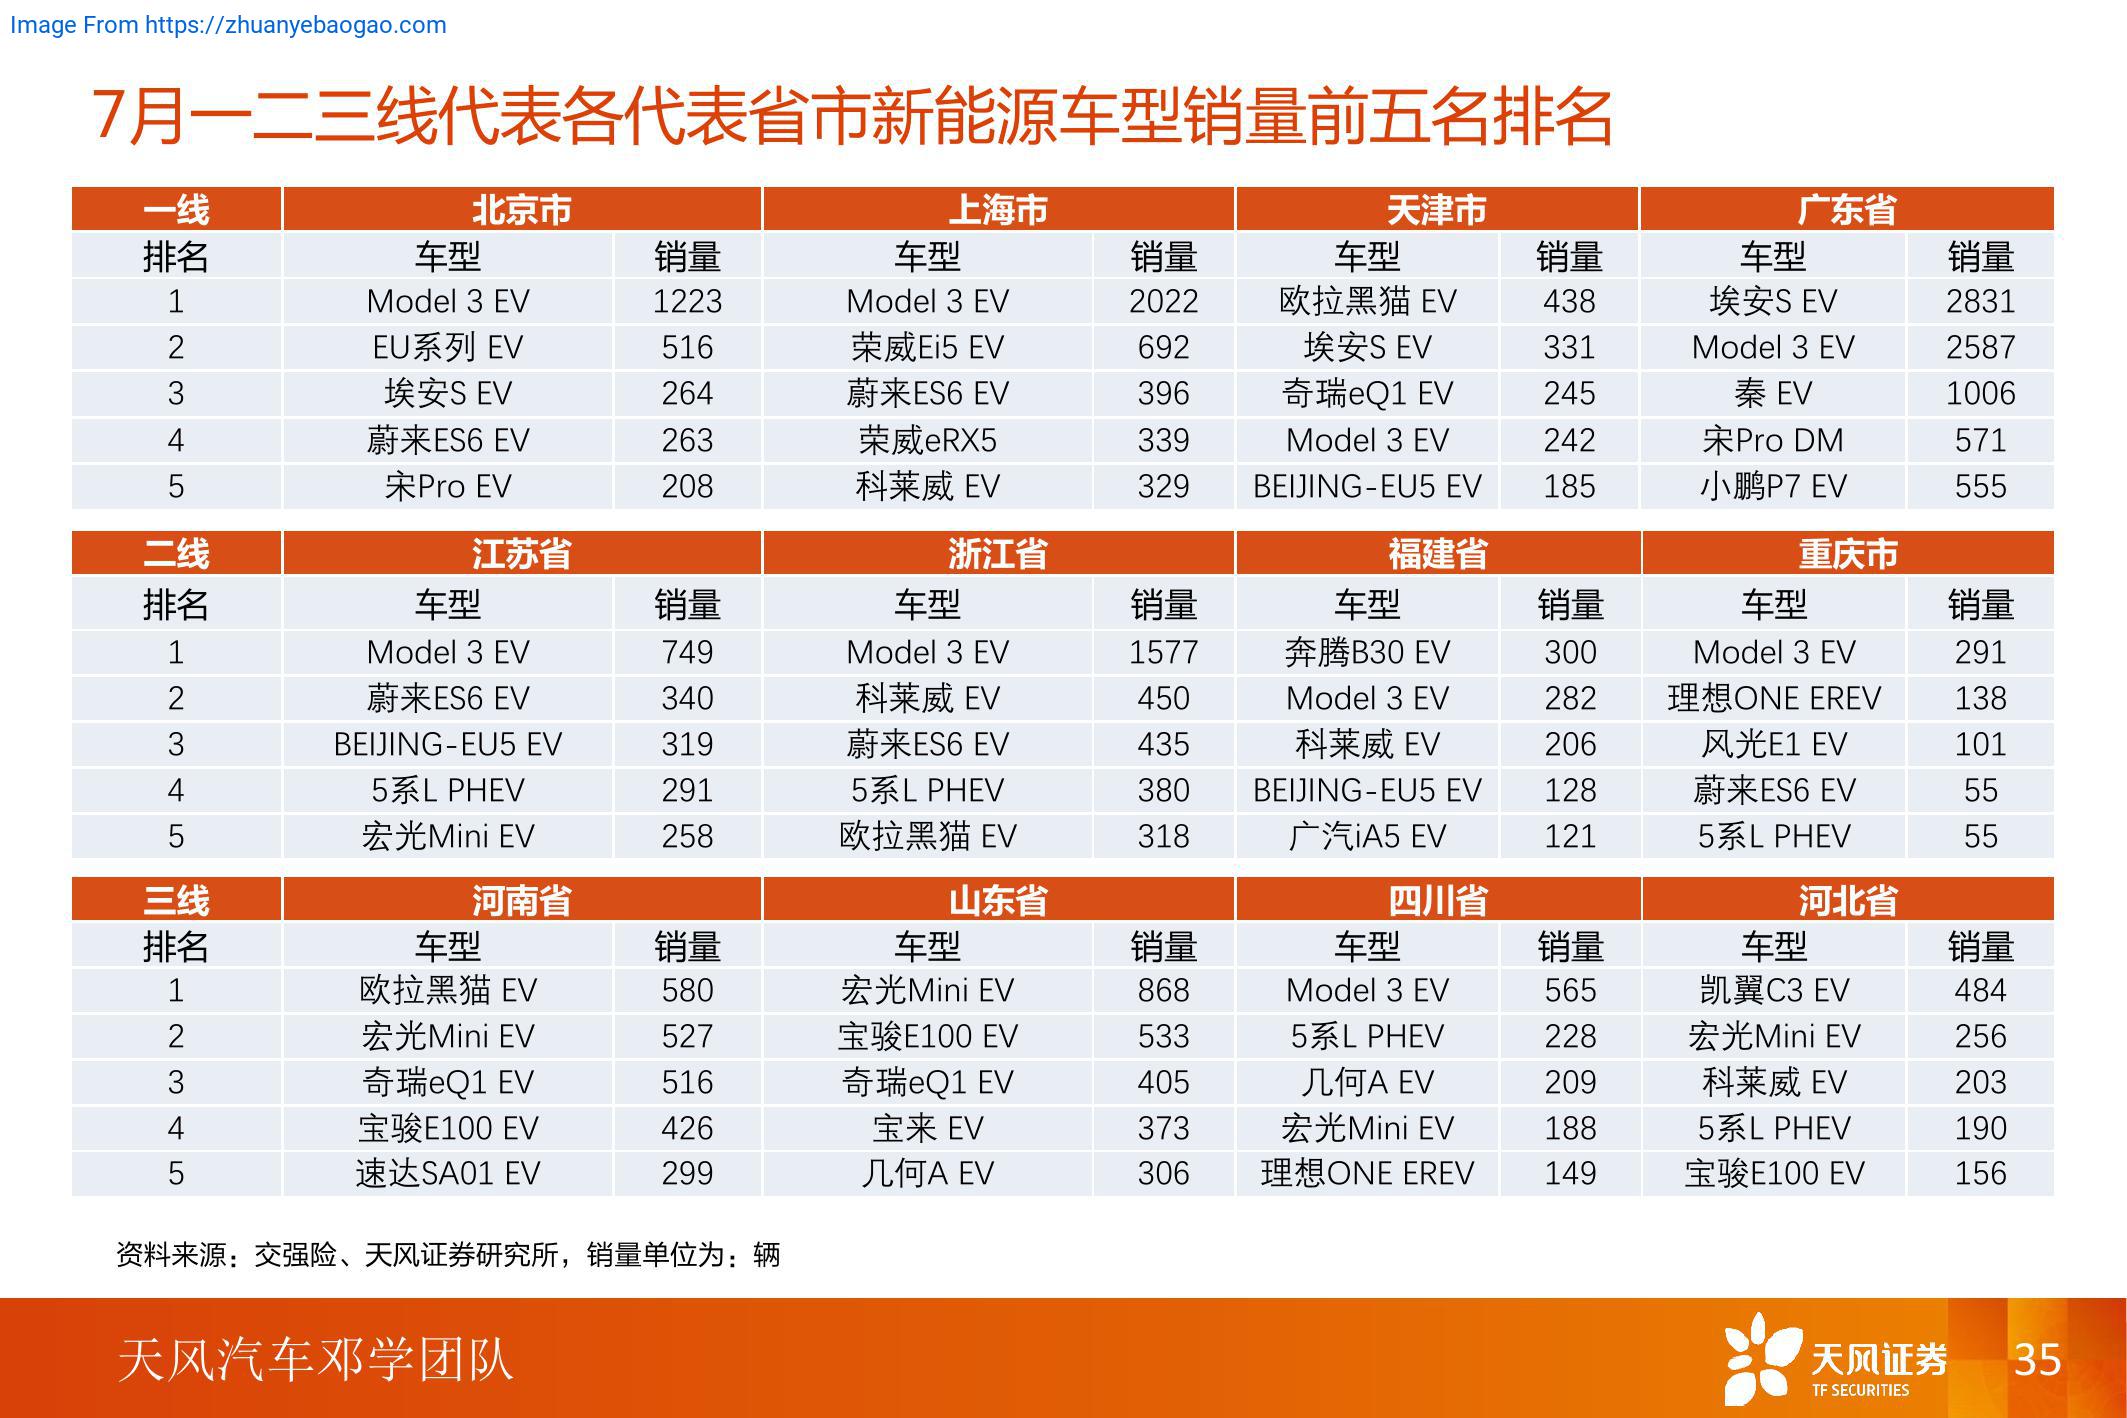 Image From https://zhuanyebaogao.com
7月一二三线代表各代表省市新能源车型销量前五名排名
一线 北京市 上海市 天津市 广东省
排名 车型 销量 车型 销量 车型 销量 车型 销量
1 Model 3 EV 1223 Model 3 EV 2022 欧拉黑猫 EV 438 埃安S EV 2831
2 EU系列 EV 516 荣威Ei5 EV 692 埃安S EV 331 Model 3 EV 2587
3 埃安S EV 264 蔚来ES6 EV 396 奇瑞eQ1 EV 245 秦 EV 1006
4 蔚来ES6 EV 263 荣威eRX5 339 Model 3 EV 242 宋Pro DM 571
5 宋Pro EV 208 科莱威 EV 329 BEIJING-EU5 EV 185 小鹏P7 EV 555
二线 江苏省 浙江省 福建省 重庆市
排名 车型 销量 车型 销量 车型 销量 车型 销量
1 Model 3 EV 749 Model 3 EV 1577 奔腾B30 EV 300 Model 3 EV 291
2 蔚来ES6 EV 340 科莱威 EV 450 Model 3 EV 282 理想ONE EREV 138
3 BEIJING-EU5 EV 319 蔚来ES6 EV 435 科莱威 EV 206 风光E1 EV 101
4 5系L PHEV 291 5系L PHEV 380 BEIJING-EU5 EV 128 蔚来ES6 EV 55
5 宏光Mini EV 258 欧拉黑猫 EV 318 广汽iA5 EV 121 5系L PHEV 55
三线 河南省 山东省 四川省 河北省
排名 车型 销量 车型 销量 车型 销量 车型 销量
1 欧拉黑猫 EV 580 宏光Mini EV 868 Model 3 EV 565 凯翼C3 EV 484
2 宏光Mini EV 527 宝骏E100 EV 533 5系L PHEV 228 宏光Mini EV 256
3 奇瑞eQ1 EV 516 奇瑞eQ1 EV 405 几何A EV 209 科莱威 EV 203
4 宝骏E100 EV 426 宝来 EV 373 宏光Mini EV 188 5系L PHEV 190
5 速达SA01 EV 299 几何A EV 306 理想ONE EREV 149 宝骏E100 EV 156
资料来源：交强险、天风证券研究所，销量单位为：辆
天风汽车邓学团队
天风证券
TF SECURITIES
35